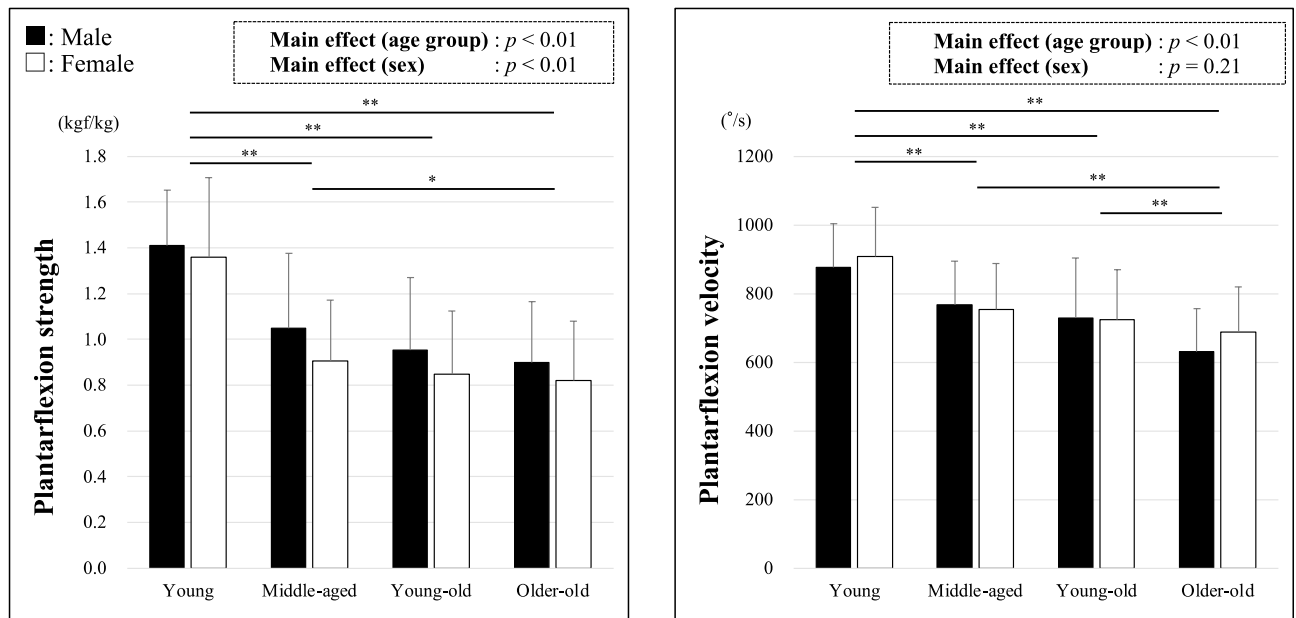 ■: Male
□: Female
Main effect (age group) : p < 0.01
Main effect (sex) : p < 0.01
(kgf/kg)
**
**
**
*
Plantarflexion strength
1.8
1.6
1.4
1.2
1.0
0.8
0.6
0.4
0.2
0.0
Young Middle-aged Young-old Older-old
Main effect (age group) : p < 0.01
Main effect (sex) : p = 0.21
(°/s)
**
**
**
**
**
Plantarflexion velocity
1200
1000
800
600
400
200
0
Young Middle-aged Young-old Older-old